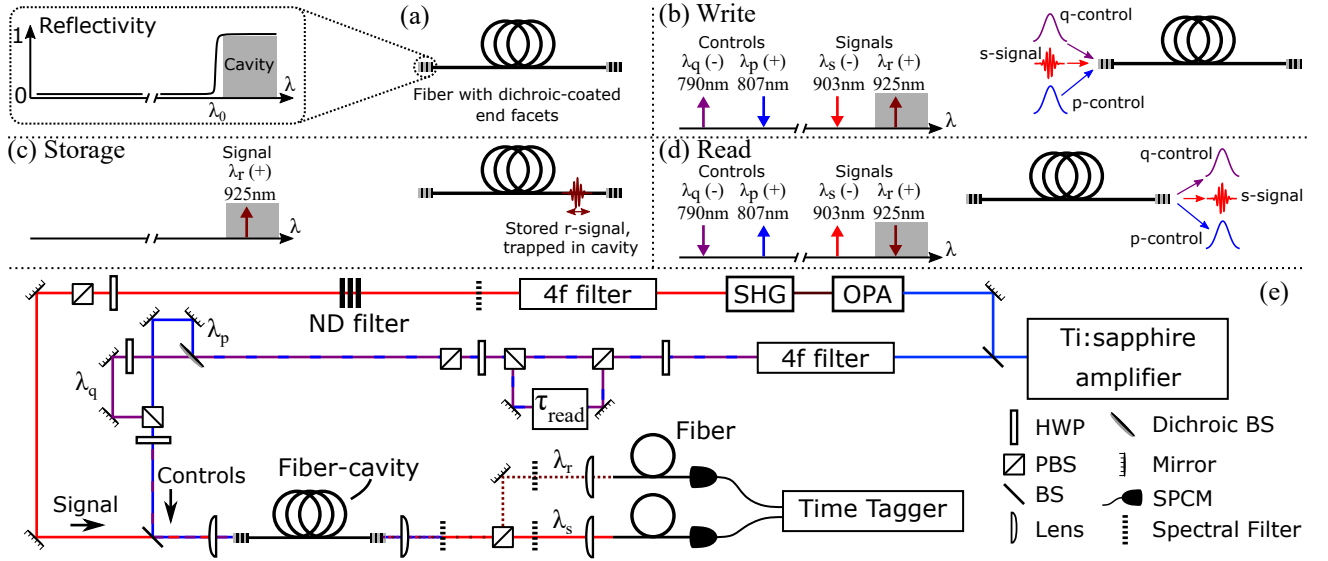 Reflectivity
(a)
1
0
Cavity
λ
λ0
Fiber with dichroic-coated
end facets
(b) Write
Controls
Signals
λq (-) λp (+) λs (-) λr (+)
790nm 807nm 903nm 925nm
λ
q-control
s-signal
p-control
(c) Storage
Signal
λr (+)
925nm
λ
Stored r-signal,
trapped in cavity
(d) Read
Controls
Signals
λq (-) λp (+) λs (-) λr (+)
790nm 807nm 903nm 925nm
λ
q-control
s-signal
p-control
(e)
ND filter
4f filter
SHG
OPA
Ti:sapphire
amplifier
λp
λq
4f filter
τread
Controls
Signal
Fiber-cavity
Fiber
λr
λs
Time Tagger
HWP
PBS
BS
Lens
Dichroic BS
Mirror
SPCM
Spectral Filter